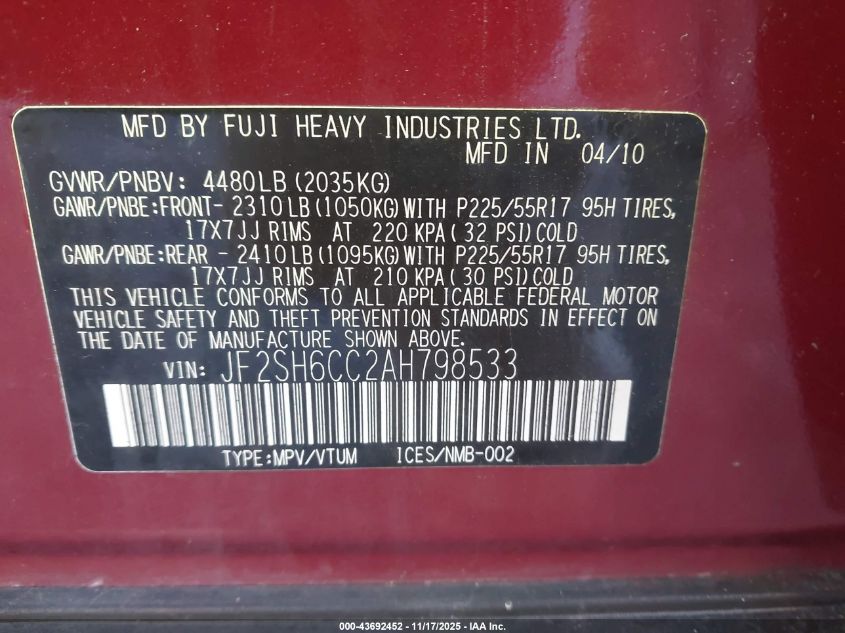 MFD BY FUJI HEAVY INDUSTRIES LTD.
MFD IN 04/10
GVWR/PNBV: 4480LB (2035KG)
GAWR/PNBE:FRONT- 2310LB (1050KG)WITH P225/55R17 95H TIRES,
17X7JJ RIMS AT 220 KPA ( 32 PSI)COLD
GAWR/PNBE:REAR - 2410LB (1095KG)WITH P225/55R17 95H TIRES,
17X7JJ RIMS AT 210 KPA ( 30 PSI)COLD
THIS VEHICLE CONFORMS TO ALL APPLICABLE FEDERAL MOTOR
VEHICLE SAFETY AND THEFT PREVENTION STANDARDS IN EFFECT ON
THE DATE OF MANUFACTURE SHOWN ABOVE.
VIN: JF2SH6CC2AH798533
TYPE:MPV/VTUM ICES/NMB-002
000-43692452 - 11/17/2025 - IAA Inc.